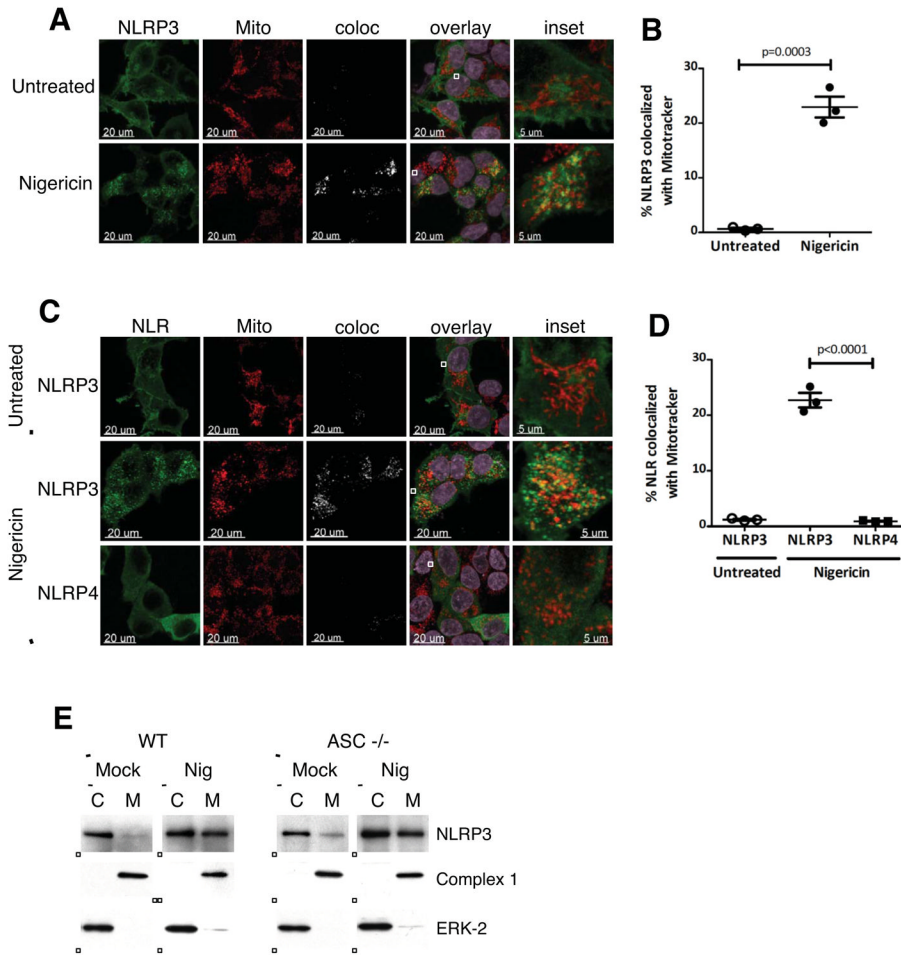 A
NLRP3 Mito coloc overlay inset
Untreated
20 um 20 um 20 um 20 um 5 um
Nigericin
20 um 20 um 20 um 20 um 5 um
B
p=0.0003
% NLRP3 colocalized
with Mitotracker
30
20
10
0
Untreated Nigericin
C
NLR Mito coloc overlay inset
Untreated
NLRP3
20 um 20 um 20 um 20 um 5 um
Nigericin
NLRP3
20 um 20 um 20 um 20 um 5 um
NLRP4
20 um 20 um 20 um 20 um 5 um
D
p<0.0001
% NLR colocalized
with Mitotracker
30
20
10
0
NLRP3 NLRP3 NLRP4
Untreated Nigericin
E
WT ASC -/-
Mock Nig Mock Nig
C M C M C M C M
NLRP3
Complex 1
ERK-2